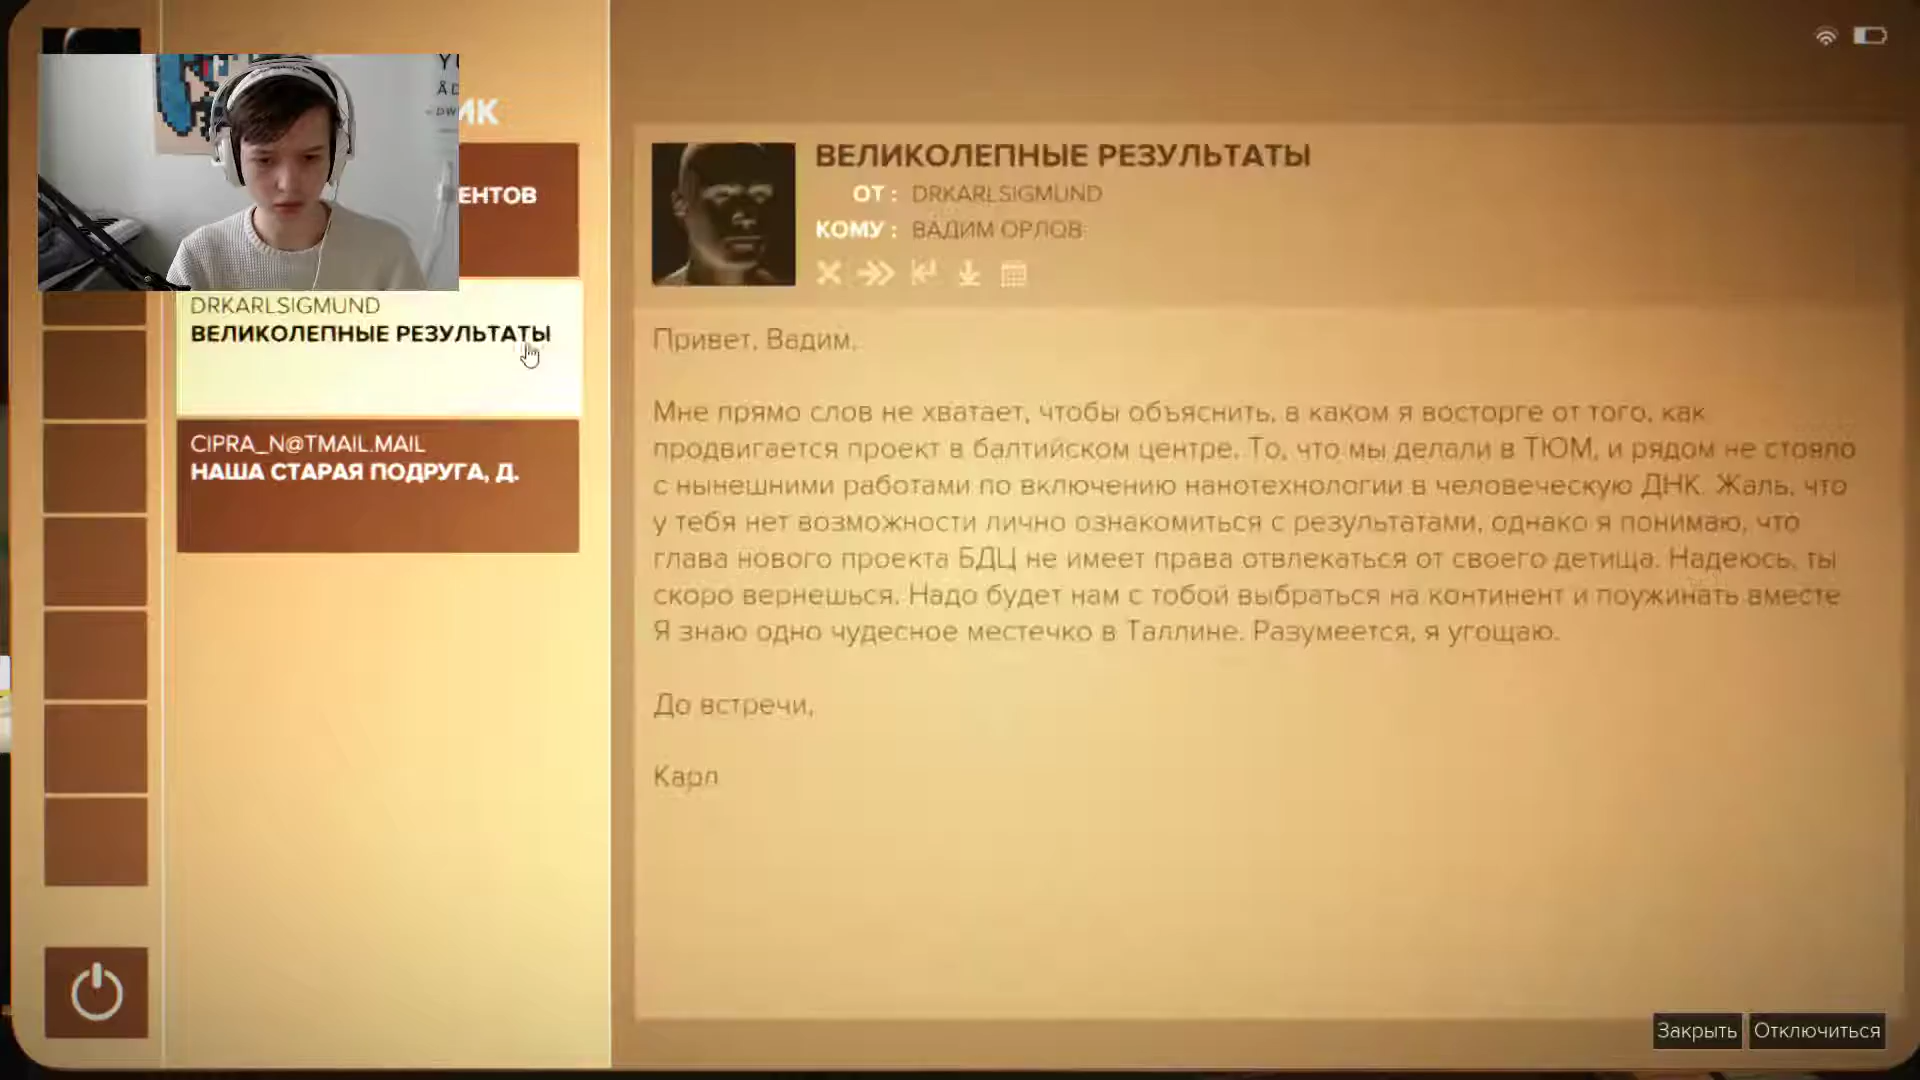 ИК
ЕНТОВ
DRKARLSIGMUND
ВЕЛИКОЛЕПНЫЕ РЕЗУЛЬТАТЫ
CIPRA_N@TMAIL.MAIL
НАША СТАРАЯ ПОДРУГА, Д.
ВЕЛИКОЛЕПНЫЕ РЕЗУЛЬТАТЫ
ОТ : DRKARLSIGMUND
КОМУ : ВАДИМ ОРЛОВ
Привет, Вадим,
Мне прямо слов не хватает, чтобы объяснить, в каком я восторге от того, как
продвигается проект в балтийском центре. То, что мы делали в ТЮМ, и рядом не стояло
с нынешними работами по включению нанотехнологии в человеческую ДНК. Жаль, что
у тебя нет возможности лично ознакомиться с результатами, однако я понимаю, что
глава нового проекта БДЦ не имеет права отвлекаться от своего детища. Надеюсь, ты
скоро вернешься. Надо будет нам с тобой выбраться на континент и поужинать вместе
Я знаю одно чудесное местечко в Таллине. Разумеется, я угощаю.
До встречи,
Карл
Закрыть Отключиться